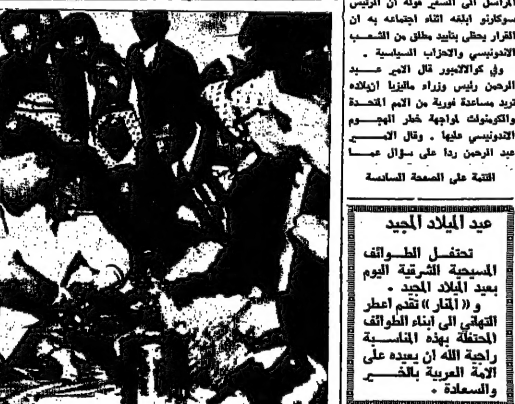 المراسل الى السفير قوله ان الرئيس
سوكارنو ابلغه اثناء اجتماعه به ان
القرار يحظى بتاييد مطلق من الشعب
الاندونيسي والاحزاب السياسية .
وفي كوالالمبور قال الامير عبد
الرحمن رئيس وزراء ماليزيا ان بلاده
تريد مساعدة فورية من الامم المتحدة
والكومنولث لمواجهة خطر الهجوم
الاندونيسي عليها . وقال الامير
عبد الرحمن ردا على سؤال عما
التتمة على الصفحة السادسة
عيد الميلاد المجيد
تحتفل الطوائف
المسيحية الشرقية اليوم
بعيد الميلاد المجيد .
و « المنار » تقدم اعطر
التهاني الى ابناء الطوائف
المحتفلة بهذه المناسبة
راجية الله ان يعيده على
الامة العربية بالخير
والسعادة .